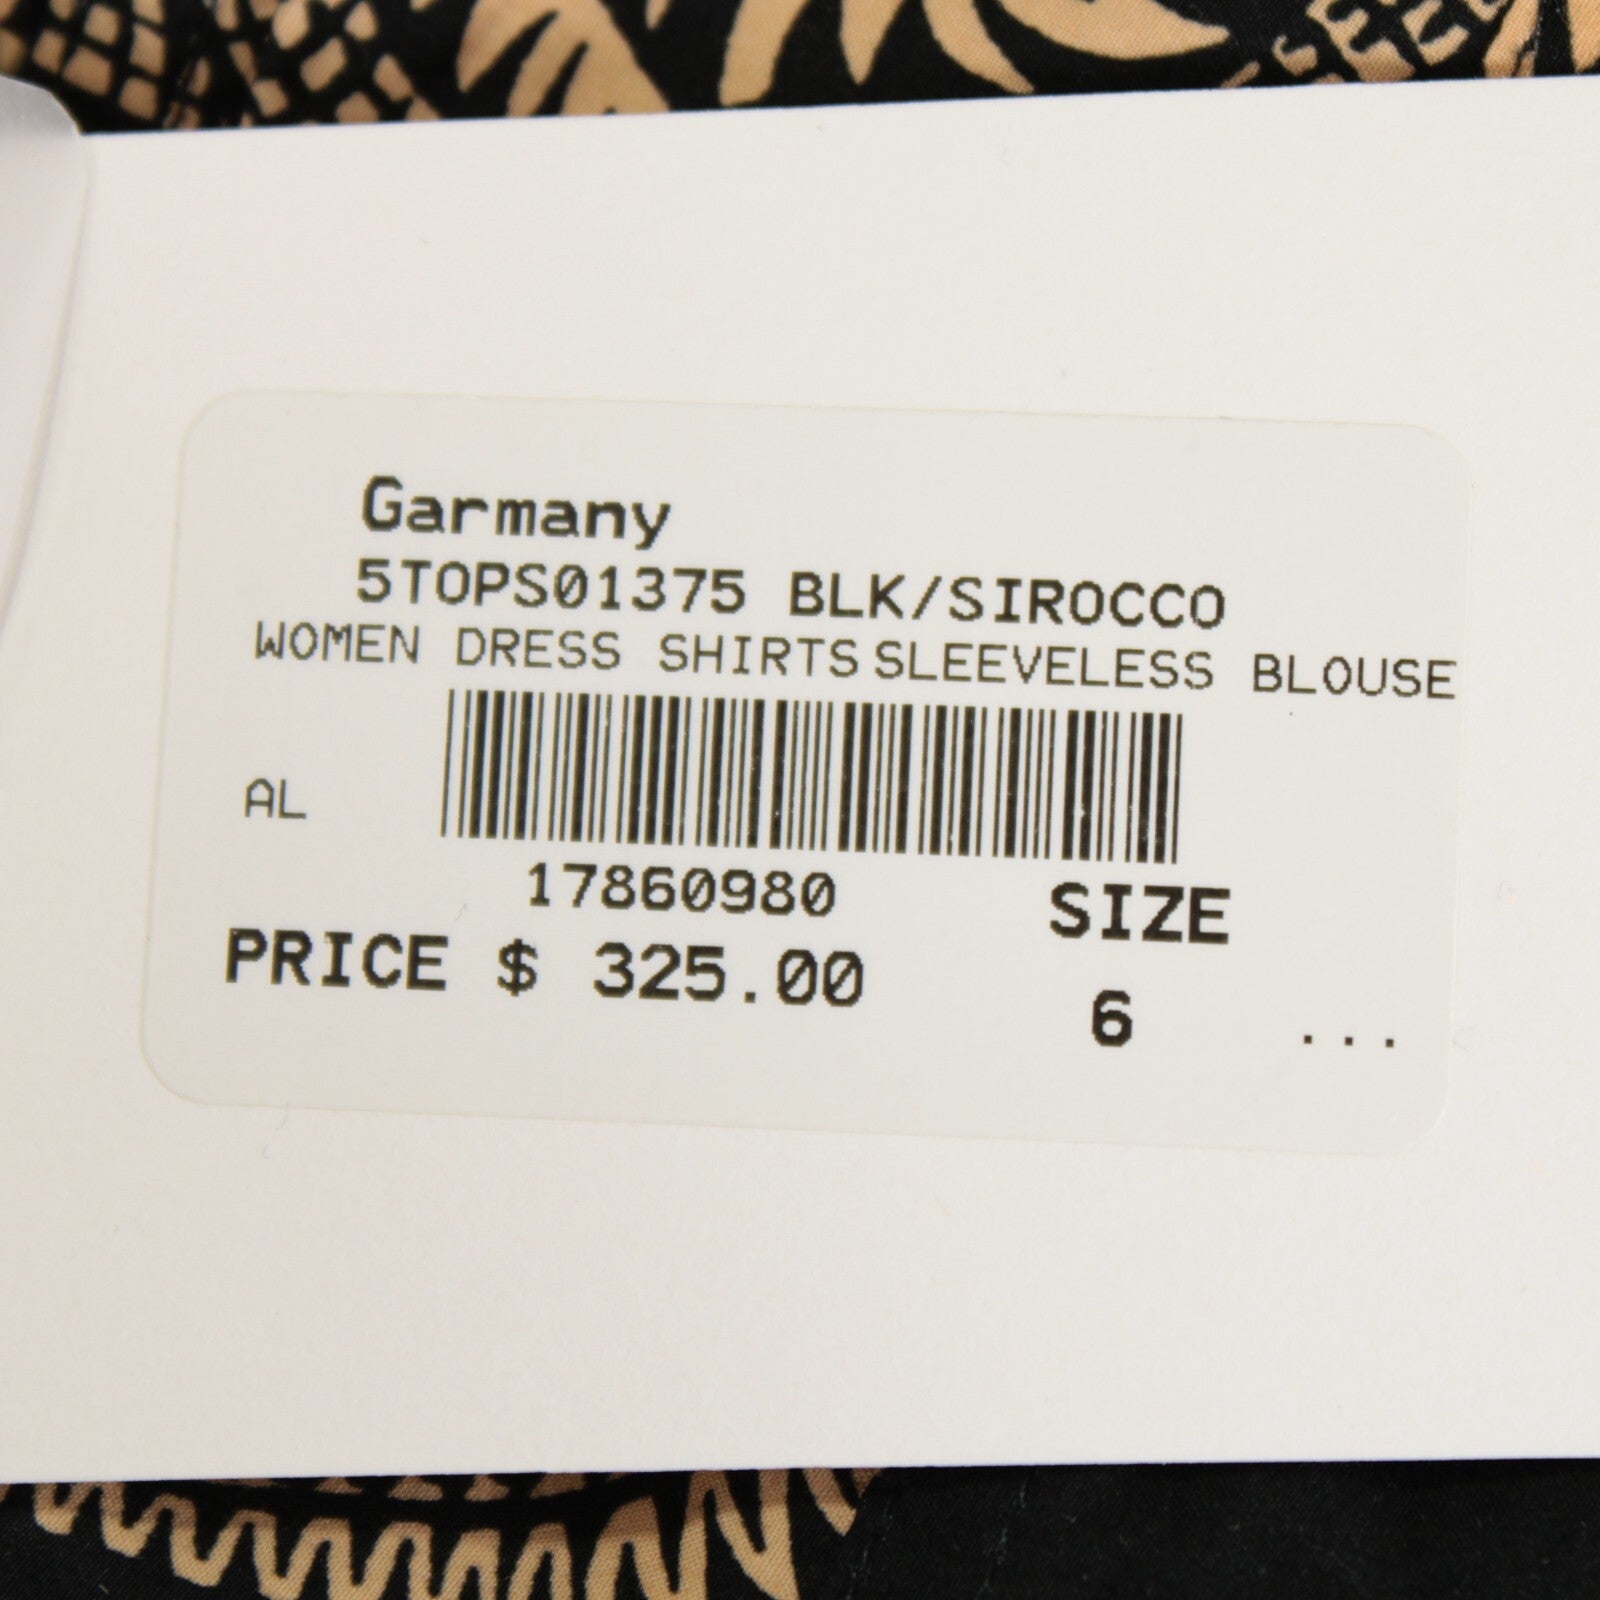 Garmany
5TOPS01375 BLK/SIROCCO
WOMEN DRESS SHIRTS SLEEVELESS BLOUSE
AL
17860980
SIZE
PRICE $ 325.00
6 ...